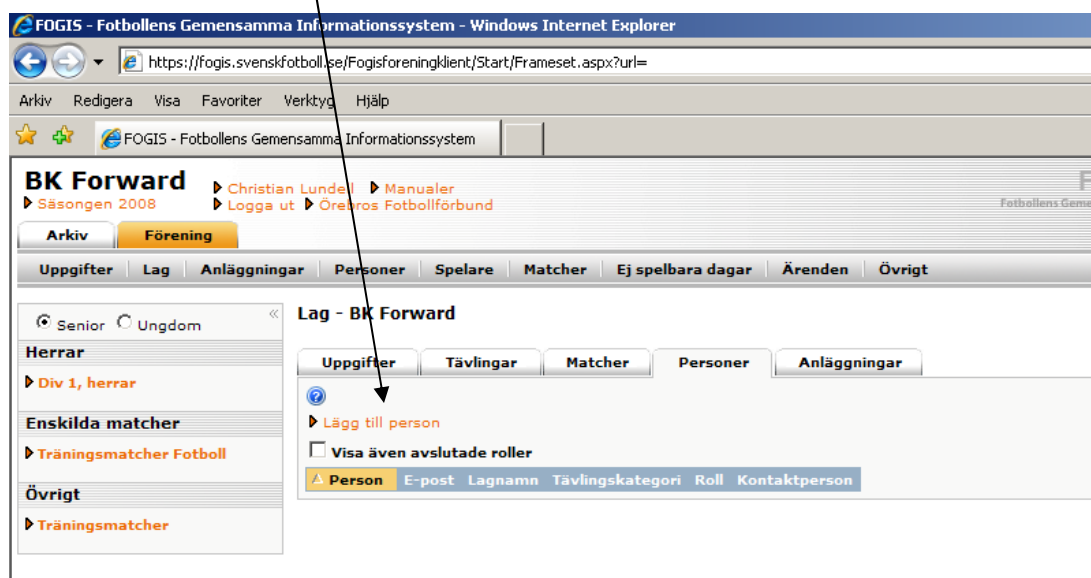 FOGIS - Fotbollens Gemensamma Informationssystem - Windows Internet Explorer
https://fogis.svenskfotboll.se/Fogisforeningklient/Start/Frameset.aspx?url=
Arkiv Redigera Visa Favoriter Verktyg Hjälp
FOGIS - Fotbollens Gemensamma Informationssystem
BK Forward
Christian Lundell Manualer
Säsongen 2008 Logga ut Örebros Fotbollförbund
Fotbollens Geme
Arkiv Förening
Uppgifter Lag Anläggningar Personer Spelare Matcher Ej spelbara dagar Ärenden Övrigt
Senior Ungdom
Herrar
Div 1, herrar
Enskilda matcher
Träningsmatcher Fotboll
Övrigt
Träningsmatcher
Lag - BK Forward
Uppgifter Tävlingar Matcher Personer Anläggningar
Lägg till person
Visa även avslutade roller
Person E-post Lagnamn Tävlingskategori Roll Kontaktperson